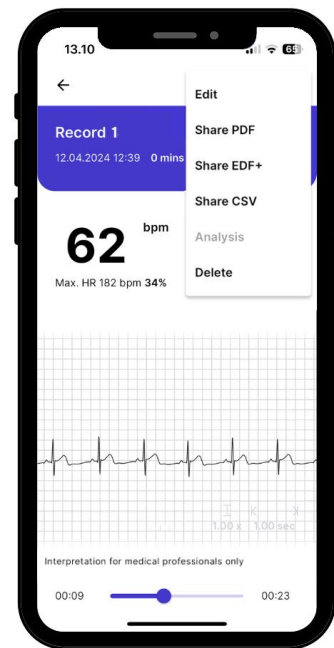 13.10
65
←
Edit
Record 1
Share PDF
12.04.2024 12:39 0 mins
Share EDF+
Share CSV
62 bpm
Analysis
Max. HR 182 bpm 34%
Delete
1.00 x 1.00 sec
Interpretation for medical professionals only
00:09 00:23